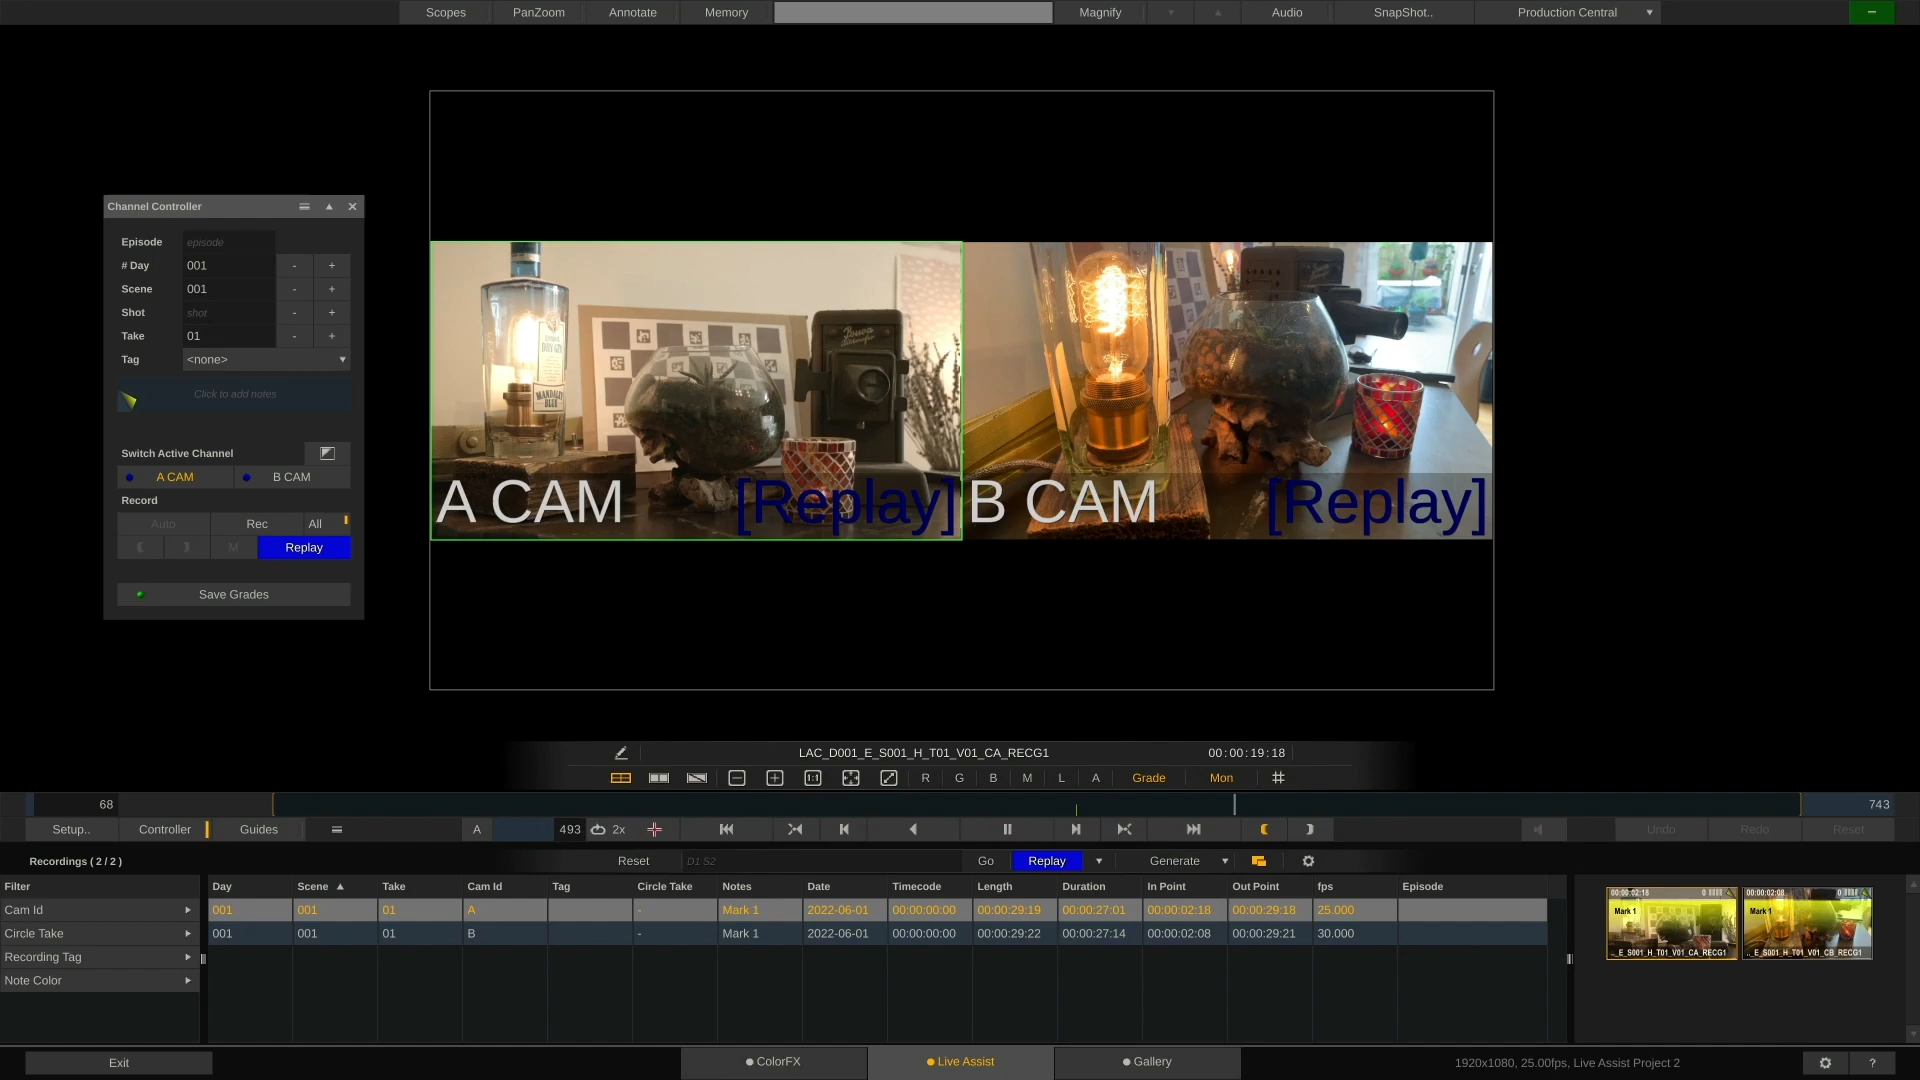 Scopes PanZoom Annotate Memory Magnify Audio SnapShot.. Production Central
Channel Controller
Episode episode
# Day 001 - +
Scene 001 - +
Shot shot - +
Take 01 - +
Tag <none>
Click to add notes
Switch Active Channel
A CAM B CAM
Record
Auto Rec All
M Replay
Save Grades
A CAM [Replay] B CAM [Replay]
MANDALAY
BLUE
LAC_D001_E_S001_H_T01_V01_CA_RECG1 00:00:19:18
1:1 R G B M L A Grade Mon
68 743
Setup.. Controller Guides A 493 2x Undo Redo Reset
Recordings ( 2 / 2 ) Reset D1 S2 Go Replay Generate
Filter Day Scene Take Cam Id Tag Circle Take Notes Date Timecode Length Duration In Point Out Point fps Episode
Cam Id 001 001 01 A - Mark 1 2022-06-01 00:00:00:00 00:00:29:19 00:00:27:01 00:00:02:18 00:00:29:18 25.000
Circle Take 001 001 01 B - Mark 1 2022-06-01 00:00:00:00 00:00:29:22 00:00:27:14 00:00:02:08 00:00:29:21 30.000
Recording Tag
Note Color
00:00:02:18 00:00:02:08
Mark 1 Mark 1
.._E_S001_H_T01_V01_CA_RECG1 .._E_S001_H_T01_V01_CB_RECG1
Exit ColorFX Live Assist Gallery 1920x1080, 25.00fps, Live Assist Project 2 ?